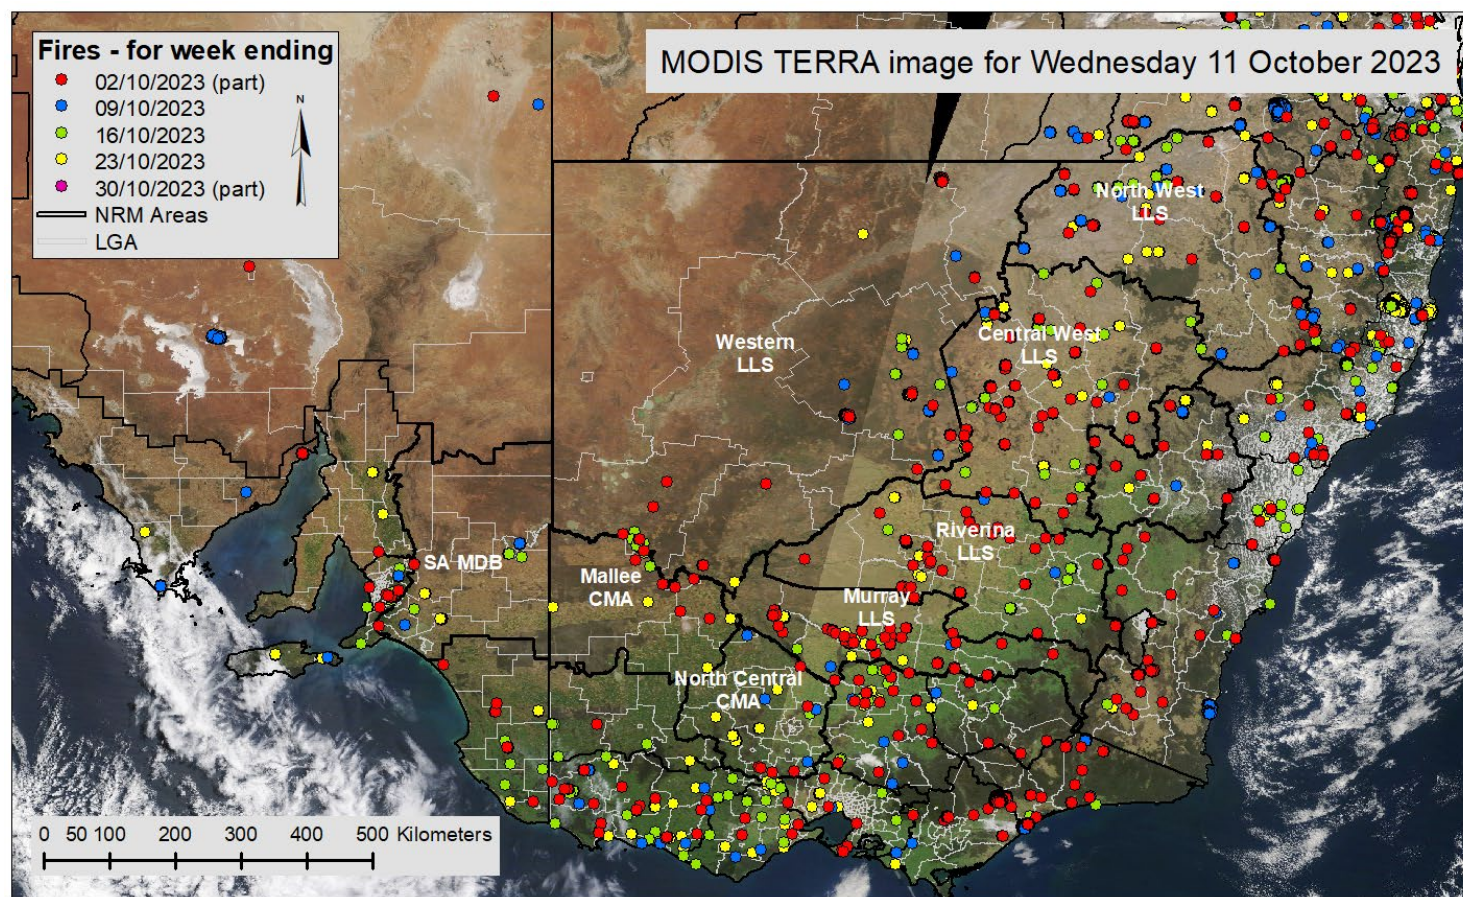 MODIS TERRA image for Wednesday 11 October 2023
Fires - for week ending
02/10/2023 (part)
09/10/2023
16/10/2023
23/10/2023
30/10/2023 (part)
NRM Areas
LGA
N
North West
LLS
Western
LLS
Central West
LLS
Riverina
LLS
SA MDB
Mallee
CMA
Murray
LLS
North Central
CMA
0 50 100 200 300 400 500 Kilometers